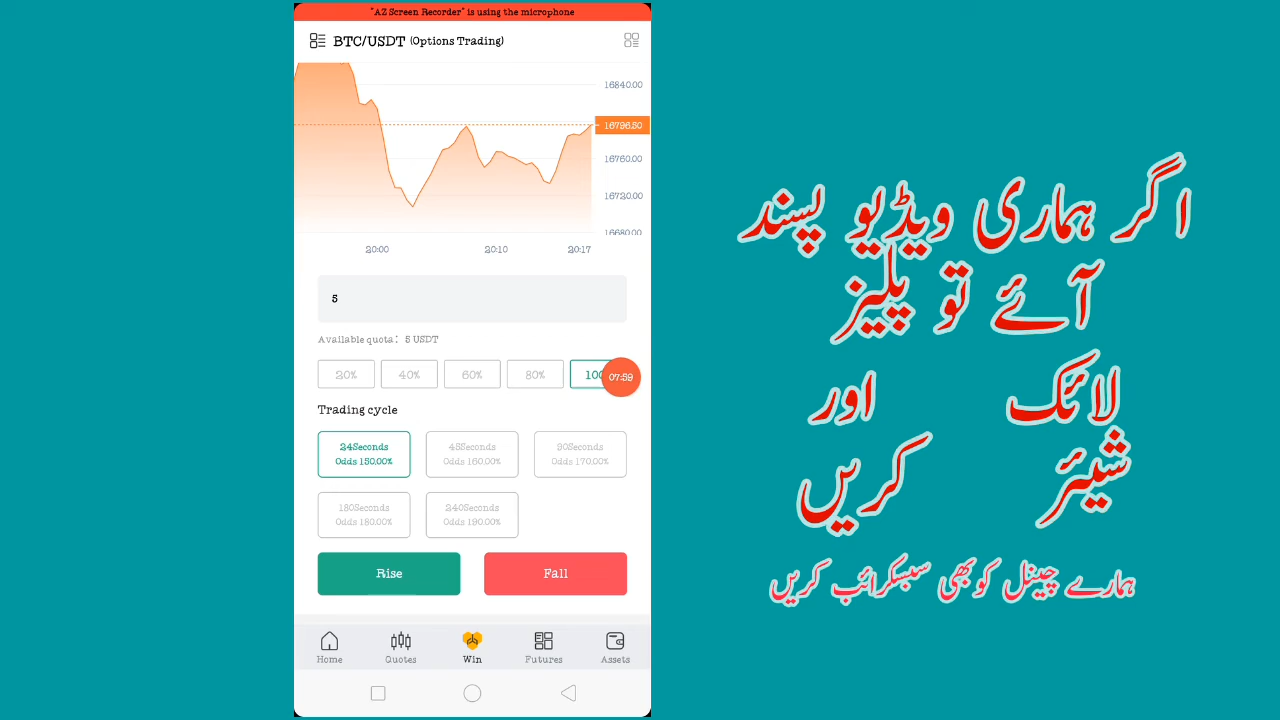 "AZ Screen Recorder" is using the microphone
BTC/USDT (Options Trading)
16840.00
16796.50
16760.00
16720.00
16680.00
20:00 20:10 20:17
5
Available quota: 5 USDT
20% 40% 60% 80% 100
07:59
Trading cycle
24Seconds
Odds 150.00%
45Seconds
Odds 160.00%
90Seconds
Odds 170.00%
180Seconds
Odds 180.00%
240Seconds
Odds 190.00%
Rise Fall
Home Quotes Win Futures Assets
اگر ہماری ویڈیو پسند
آئے تو پلیز
لائک اور
شیئر کریں
ہمارے چینل کو بھی سبسکرائب کریں